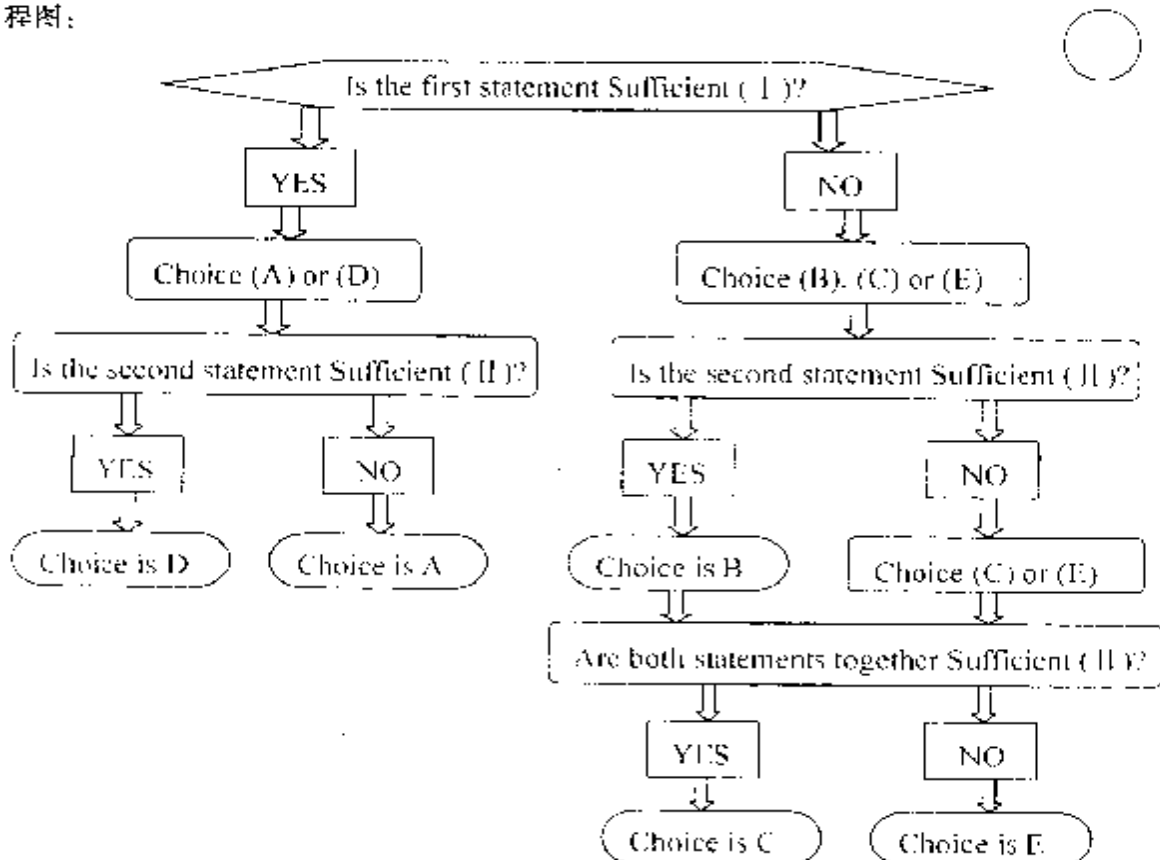 程图:
Is the first statement Sufficient ( I )?
YES
NO
Choice (A) or (D)
Choice (B). (C) or (E)
Is the second statement Sufficient ( II )?
Is the second statement Sufficient ( II )?
YES
NO
YES
NO
Choice is D
Choice is A
Choice is B
Choice (C) or (E)
Are both statements together Sufficient ( II )?
YES
NO
Choice is C
Choice is E